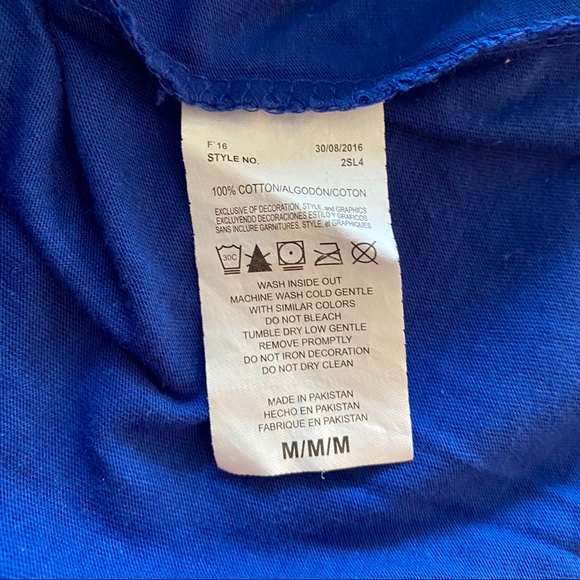 F`16 30/08/2016
STYLE NO. 2SL4
100% COTTON/ALGODÓN/COTON
EXCLUSIVE OF DECORATION, STYLE, and GRAPHICS
EXCLUYENDO DECORACIONES ESTILO Y GRAFICOS
SANS INCLURE GARNITURES, STYLE, et GRAPHIQUES
30C
WASH INSIDE OUT
MACHINE WASH COLD GENTLE
WITH SIMILAR COLORS
DO NOT BLEACH
TUMBLE DRY LOW GENTLE
REMOVE PROMPTLY
DO NOT IRON DECORATION
DO NOT DRY CLEAN
MADE IN PAKISTAN
HECHO EN PAKISTAN
FABRIQUE EN PAKISTAN
M/M/M